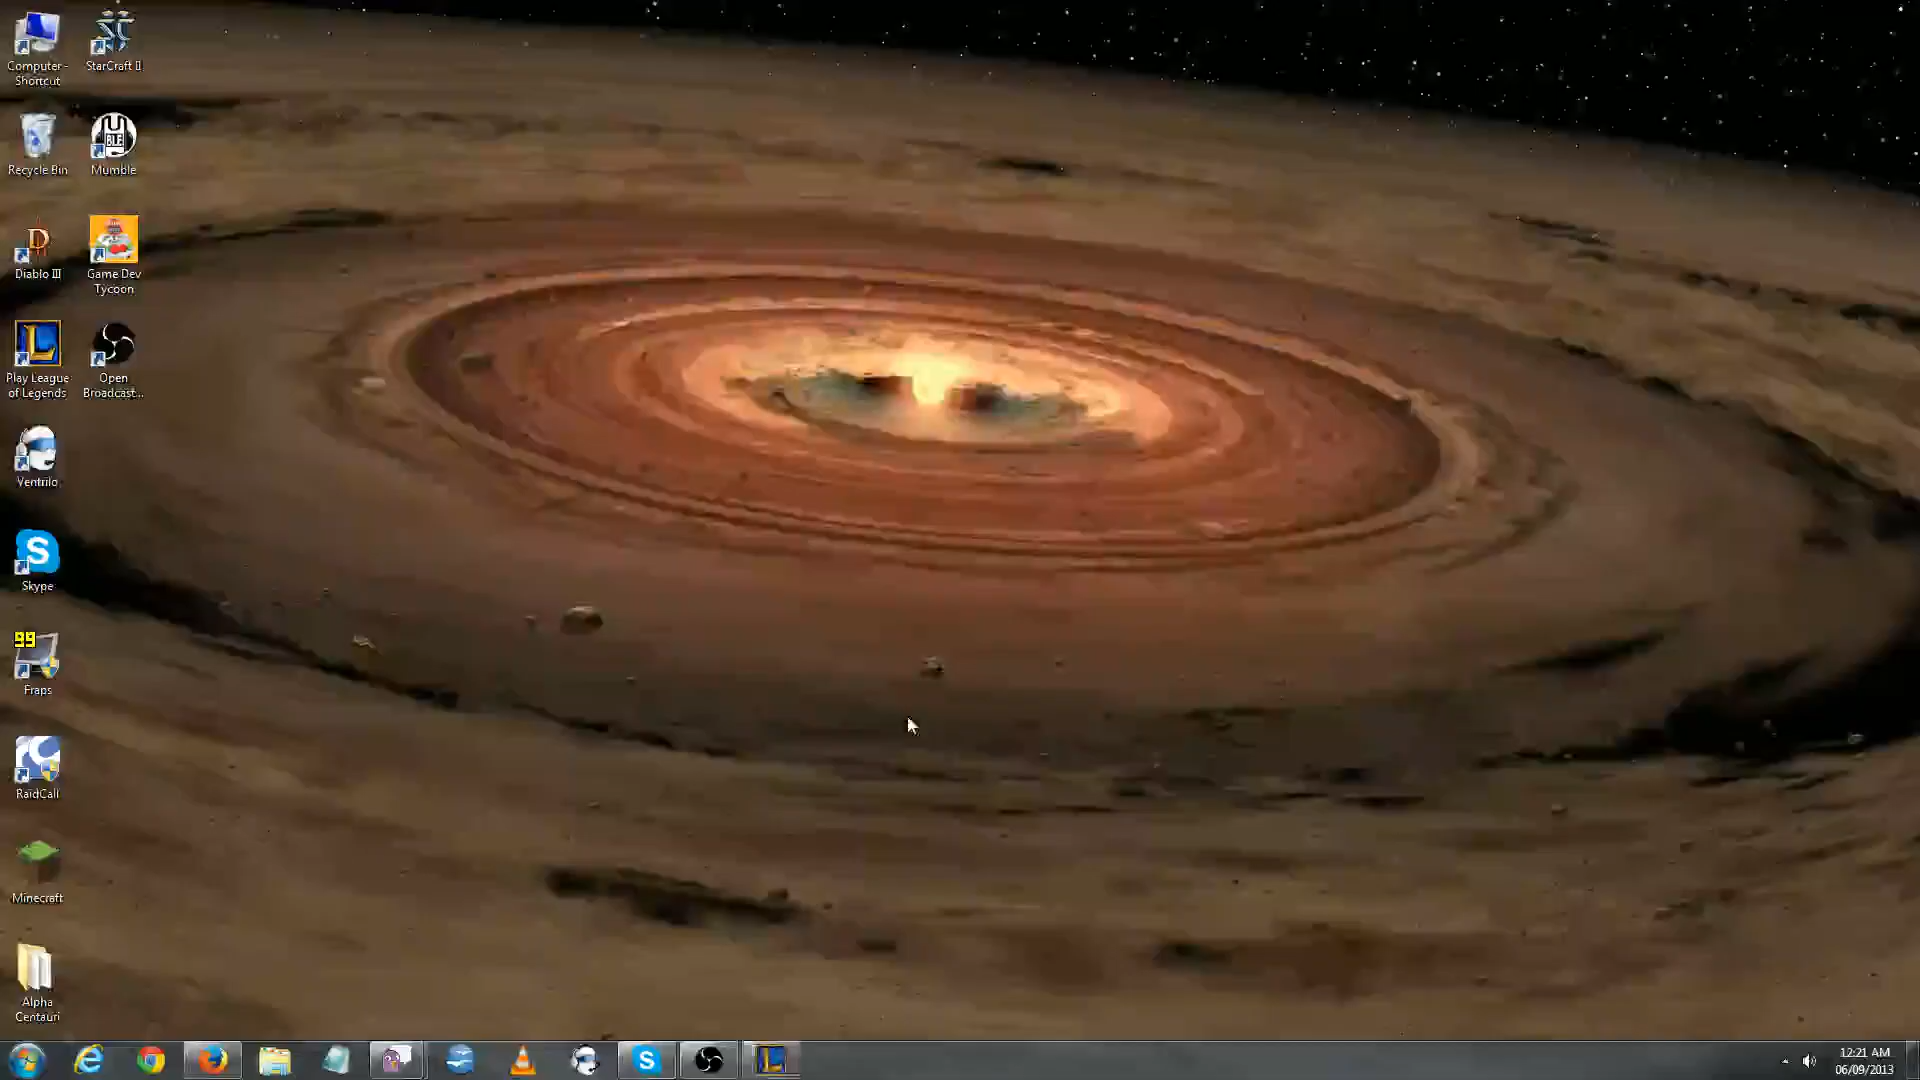 Computer -
Shortcut
StarCraft II
Recycle Bin
Mumble
Diablo III
Game Dev
Tycoon
Play League
of Legends
Open
Broadcast...
Ventrilo
Skype
99
Fraps
RaidCall
Minecraft
Alpha
Centauri
12:21 AM
06/09/2013